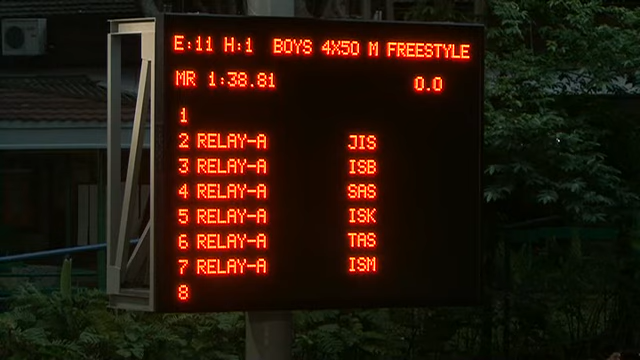 E:11 H:1 BOYS 4X50 M FREESTYLE
MR 1:38.81 0.0
1
2 RELAY-A JIS
3 RELAY-A ISB
4 RELAY-A SAS
5 RELAY-A ISK
6 RELAY-A TAS
7 RELAY-A ISM
8